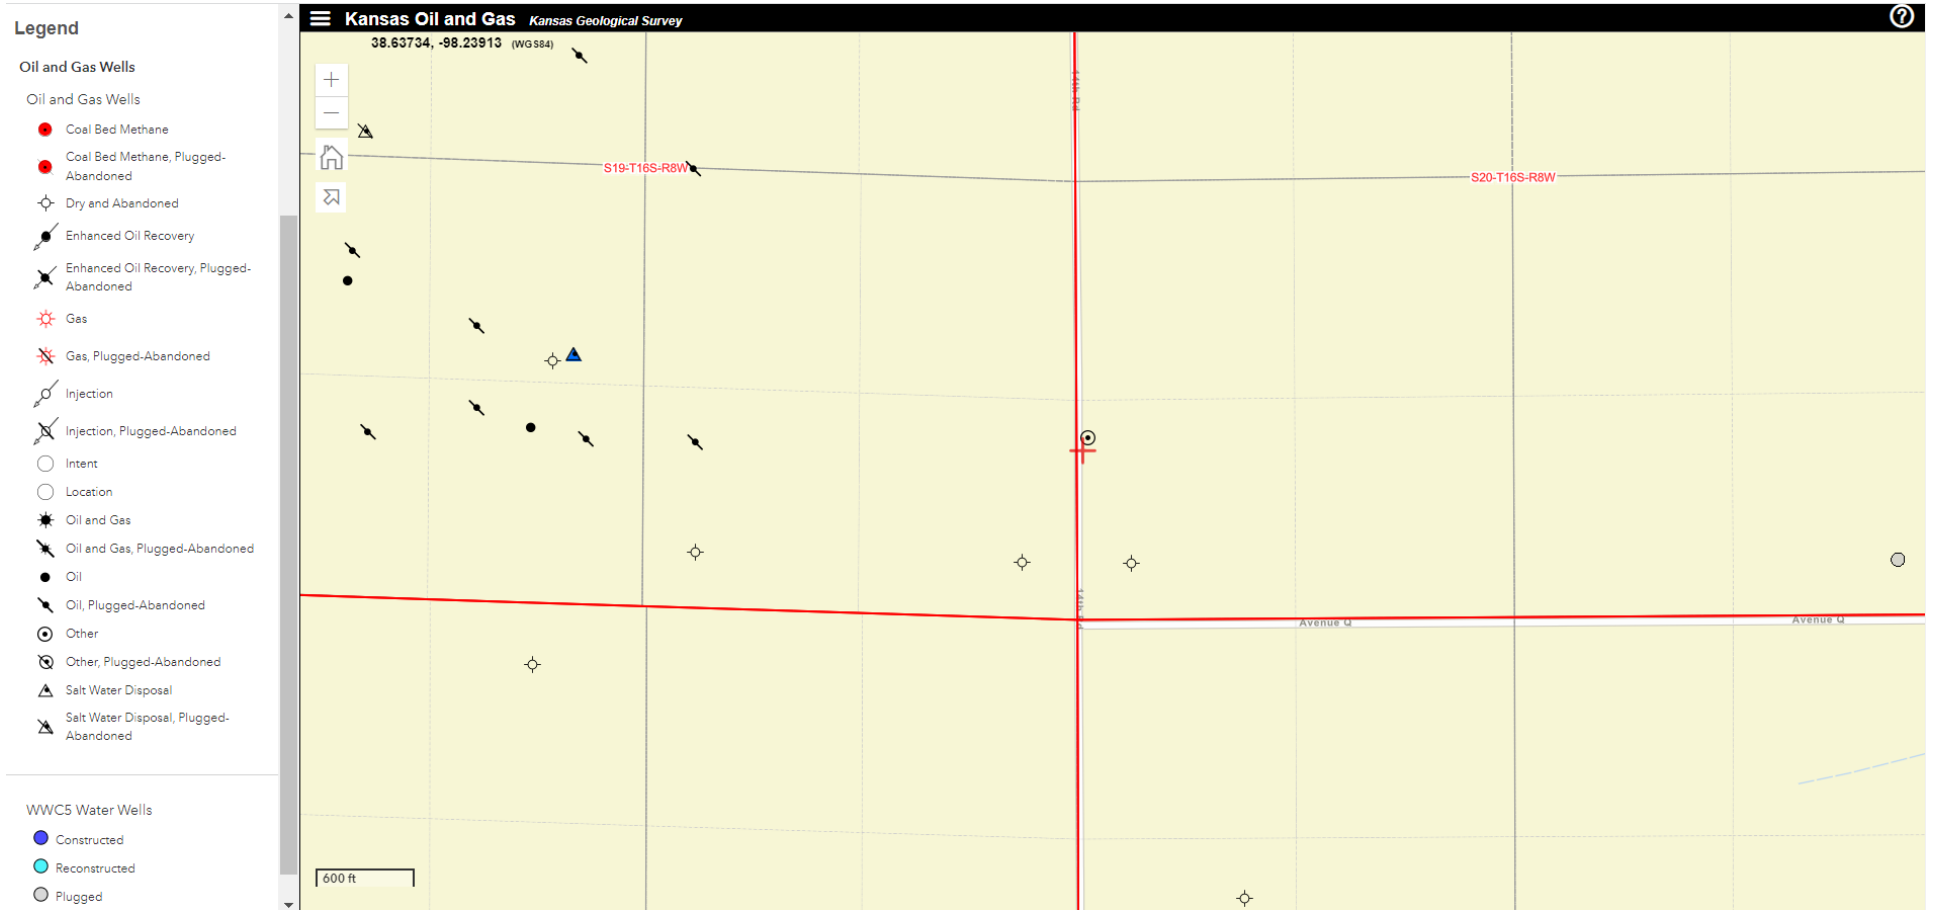 Legend
Oil and Gas Wells
Oil and Gas Wells
Coal Bed Methane
Coal Bed Methane, Plugged-
Abandoned
Dry and Abandoned
Enhanced Oil Recovery
Enhanced Oil Recovery, Plugged-
Abandoned
Gas
Gas, Plugged-Abandoned
Injection
Injection, Plugged-Abandoned
Intent
Location
Oil and Gas
Oil and Gas, Plugged-Abandoned
Oil
Oil, Plugged-Abandoned
Other
Other, Plugged-Abandoned
Salt Water Disposal
Salt Water Disposal, Plugged-
Abandoned
WWC5 Water Wells
Constructed
Reconstructed
Plugged
Kansas Oil and Gas Kansas Geological Survey
38.63734, -98.23913 (WGS84)
14th Rd
S19-T16S-R8W
S20-T16S-R8W
14th Rd
Avenue Q
Avenue Q
600 ft